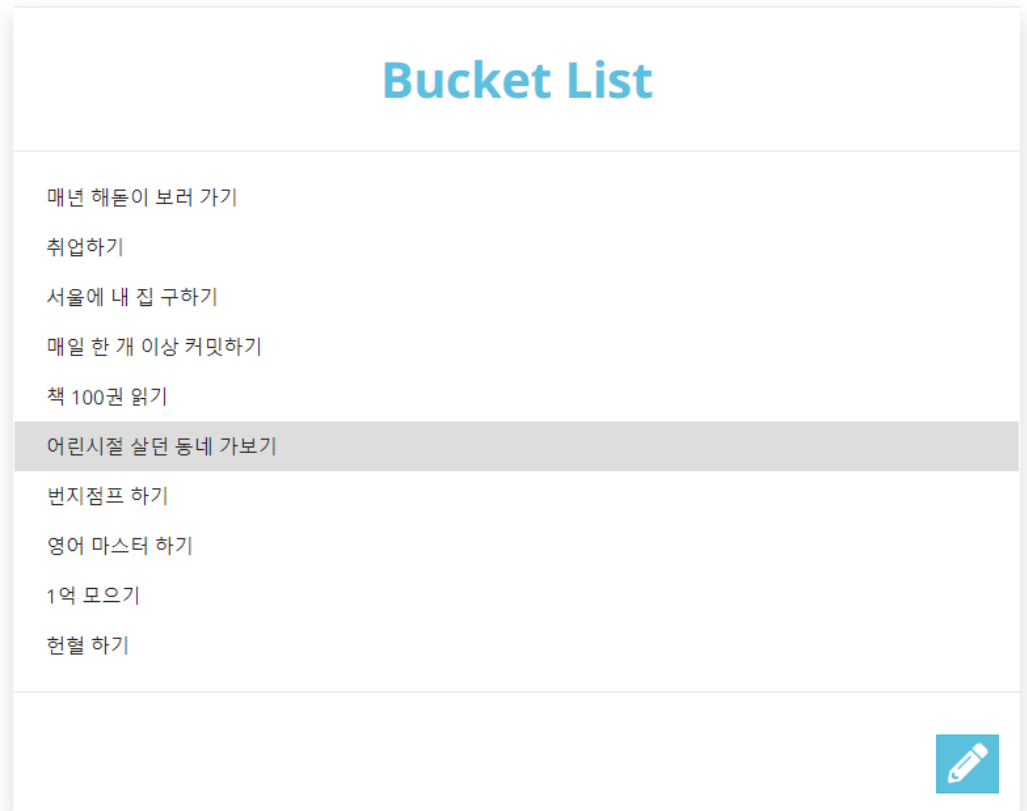 Bucket List
매년 해돋이 보러 가기
취업하기
서울에 내 집 구하기
매일 한 개 이상 커밋하기
책 100권 읽기
어린시절 살던 동네 가보기
번지점프 하기
영어 마스터 하기
1억 모으기
헌혈 하기